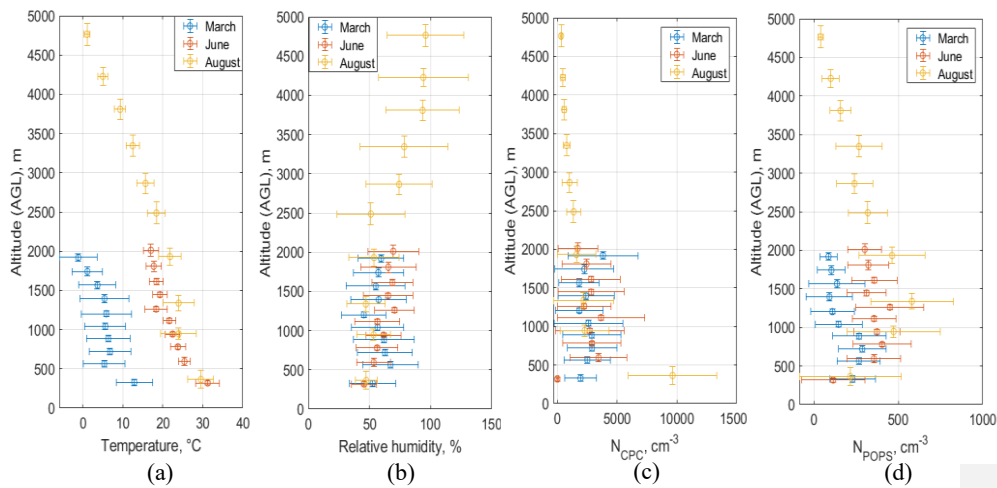 5000
4500
4000
3500
3000
2500
2000
1500
1000
500
0
Altitude (AGL), m
0
10
20
30
40
Temperature, °C
March
June
August
(a)
5000
4500
4000
3500
3000
2500
2000
1500
1000
500
0
Altitude (AGL), m
0
50
100
150
Relative humidity, %
March
June
August
(b)
5000
4500
4000
3500
3000
2500
2000
1500
1000
500
0
Altitude (AGL), m
0
5000
10000
15000
N_CPC, cm^-3
March
June
August
(c)
5000
4500
4000
3500
3000
2500
2000
1500
1000
500
0
Altitude (AGL), m
0
500
1000
N_POPS, cm^-3
March
June
August
(d)